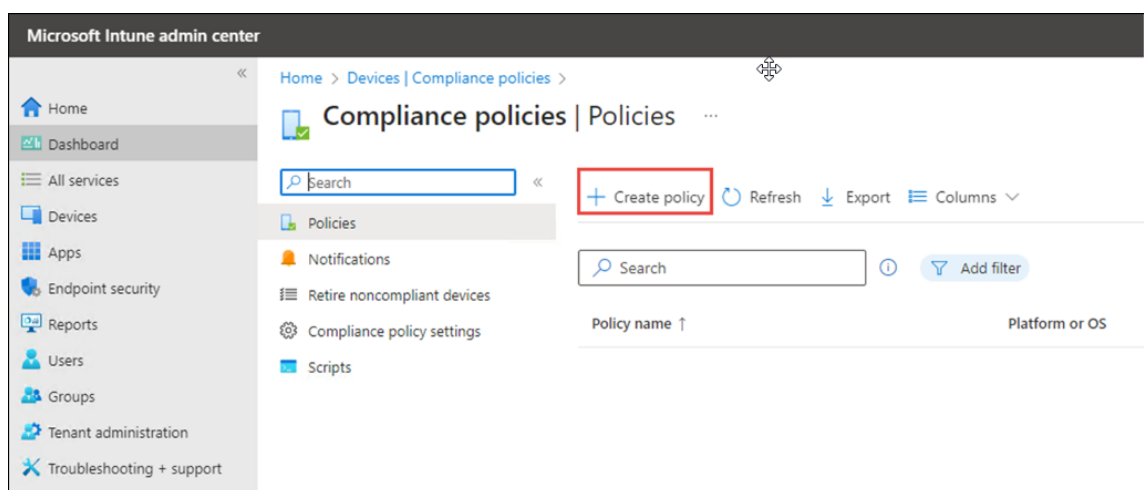 Microsoft Intune admin center
«
Home
Dashboard
All services
Devices
Apps
Endpoint security
Reports
Users
Groups
Tenant administration
Troubleshooting + support
Home > Devices | Compliance policies >
Compliance policies | Policies ...
Search
«
Policies
Notifications
Retire noncompliant devices
Compliance policy settings
Scripts
+ Create policy Refresh Export Columns
Search Add filter
Policy name ↑ Platform or OS